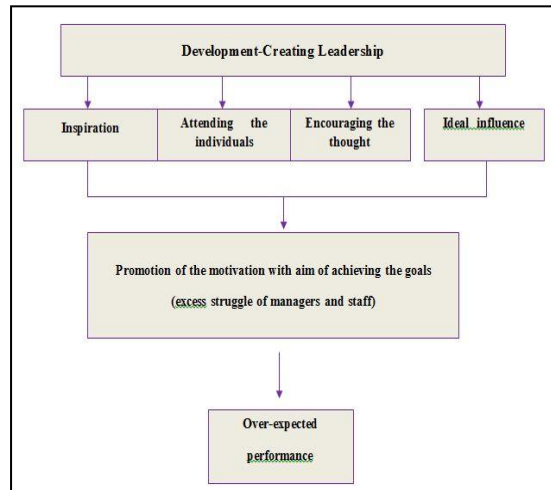 Development-Creating Leadership
Inspiration
Attending the
individuals
Encouraging the
thought
Ideal influence
Promotion of the motivation with aim of achieving the goals
(excess struggle of managers and staff)
Over-expected
performance